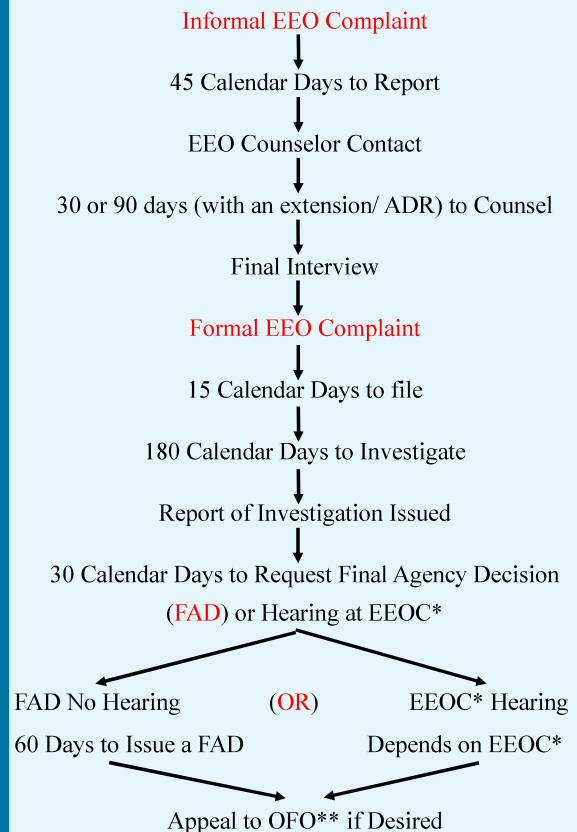 Informal EEO Complaint
45 Calendar Days to Report
EEO Counselor Contact
30 or 90 days (with an extension/ ADR) to Counsel
Final Interview
Formal EEO Complaint
15 Calendar Days to file
180 Calendar Days to Investigate
Report of Investigation Issued
30 Calendar Days to Request Final Agency Decision
(FAD) or Hearing at EEOC*
FAD No Hearing (OR) EEOC* Hearing
60 Days to Issue a FAD Depends on EEOC*
Appeal to OFO** if Desired